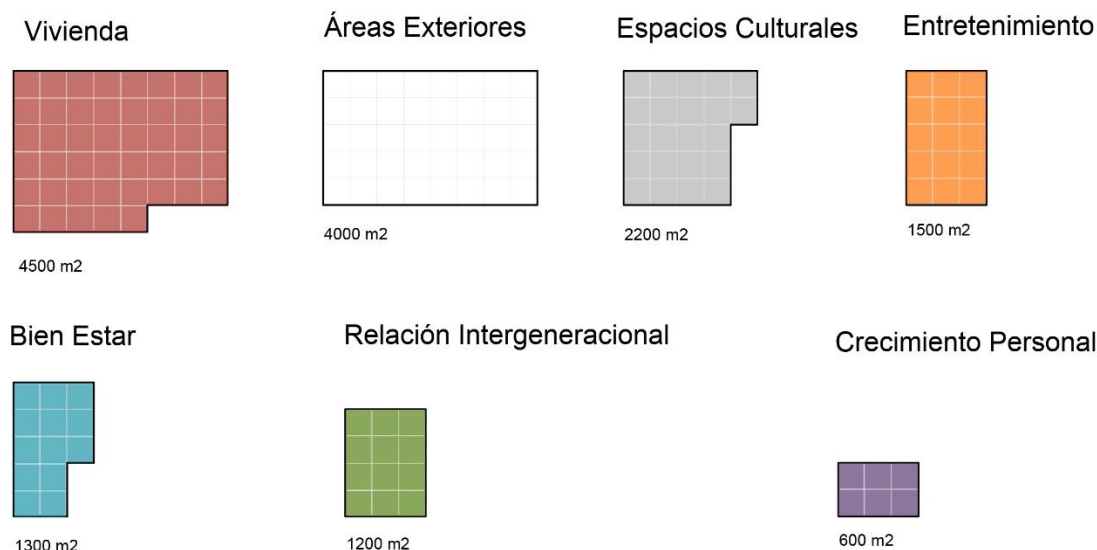 Vivienda
Áreas Exteriores
Espacios Culturales
Entretenimiento
4500 m2
4000 m2
2200 m2
1500 m2
Bien Estar
Relación Intergeneracional
Crecimiento Personal
1300 m2
1200 m2
600 m2